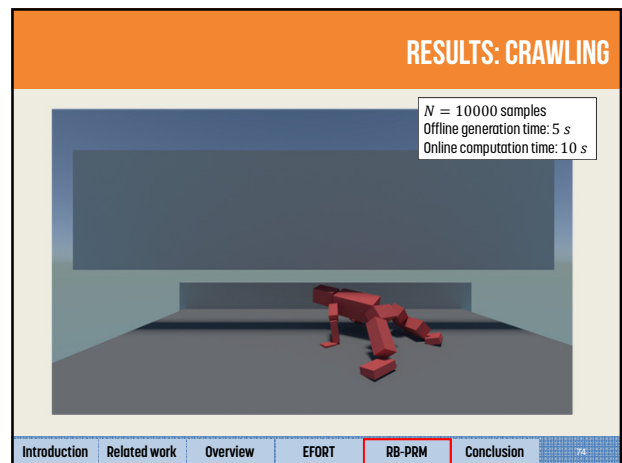 RESULTS: CRAWLING
N = 10000 samples
Offline generation time: 5 s
Online computation time: 10 s
Introduction Related work Overview EFORT RB-PRM Conclusion 74